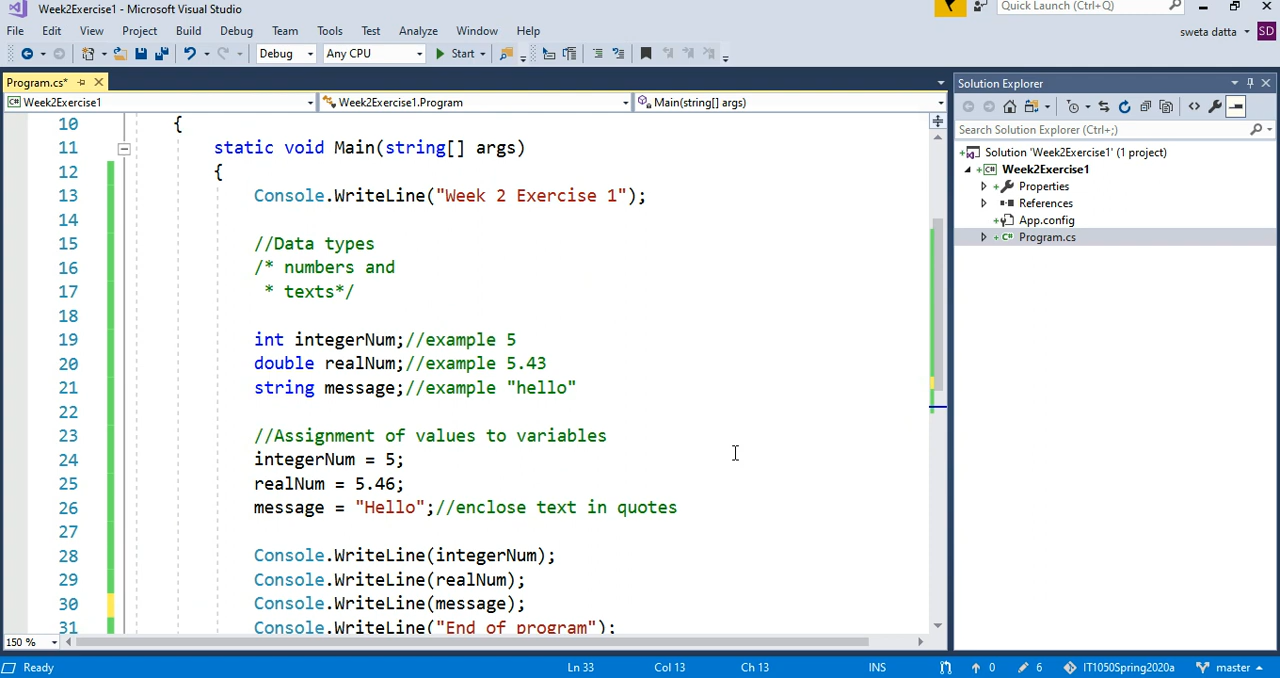 Week2Exercise1 - Microsoft Visual Studio
Quick Launch (Ctrl+Q)
File Edit View Project Build Debug Team Tools Test Analyze Window Help
sweta datta SD
Debug Any CPU Start
Program.cs*
Week2Exercise1 Week2Exercise1.Program Main(string[] args)
10 {
11 static void Main(string[] args)
12 {
13 Console.WriteLine("Week 2 Exercise 1");
14
15 //Data types
16 /* numbers and
17 * texts*/
18
19 int integerNum;//example 5
20 double realNum;//example 5.43
21 string message;//example "hello"
22
23 //Assignment of values to variables
24 integerNum = 5;
25 realNum = 5.46;
26 message = "Hello";//enclose text in quotes
27
28 Console.WriteLine(integerNum);
29 Console.WriteLine(realNum);
30 Console.WriteLine(message);
31 Console.WriteLine("End of program");
150 %
Solution Explorer
Search Solution Explorer (Ctrl+;)
Solution 'Week2Exercise1' (1 project)
Week2Exercise1
Properties
References
App.config
Program.cs
Ready Ln 33 Col 13 Ch 13 INS 0 6 IT1050Spring2020a master